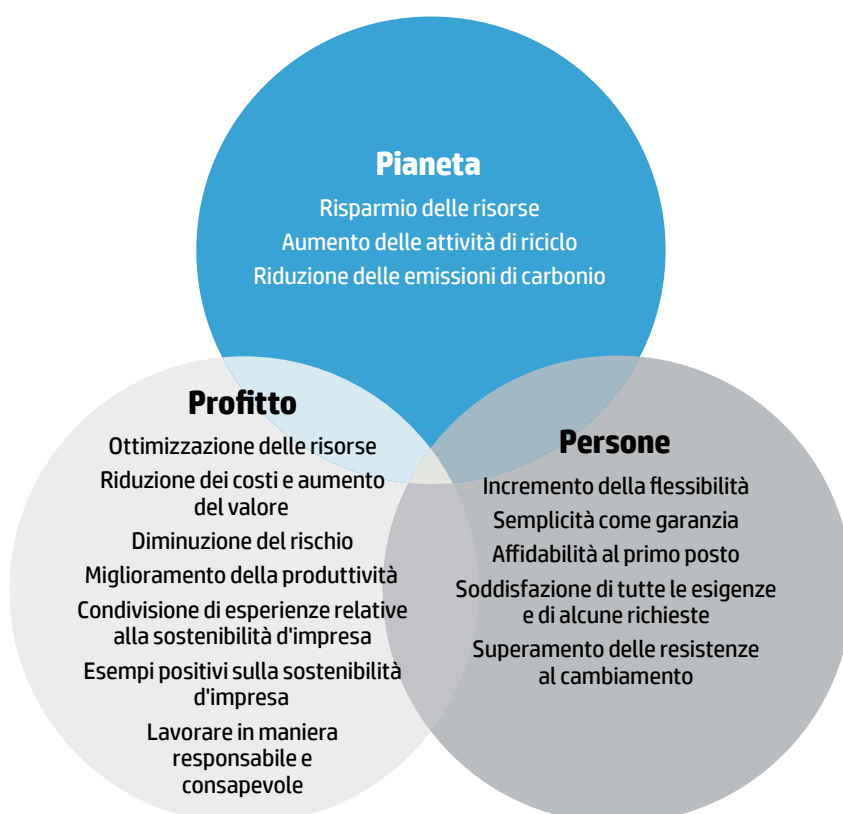 Pianeta
Risparmio delle risorse
Aumento delle attività di riciclo
Riduzione delle emissioni di carbonio
Profitto
Ottimizzazione delle risorse
Riduzione dei costi e aumento
del valore
Diminuzione del rischio
Miglioramento della produttività
Condivisione di esperienze relative
alla sostenibilità d'impresa
Esempi positivi sulla sostenibilità
d'impresa
Lavorare in maniera
responsabile e
consapevole
Persone
Incremento della flessibilità
Semplicità come garanzia
Affidabilità al primo posto
Soddisfazione di tutte le esigenze
e di alcune richieste
Superamento delle resistenze
al cambiamento